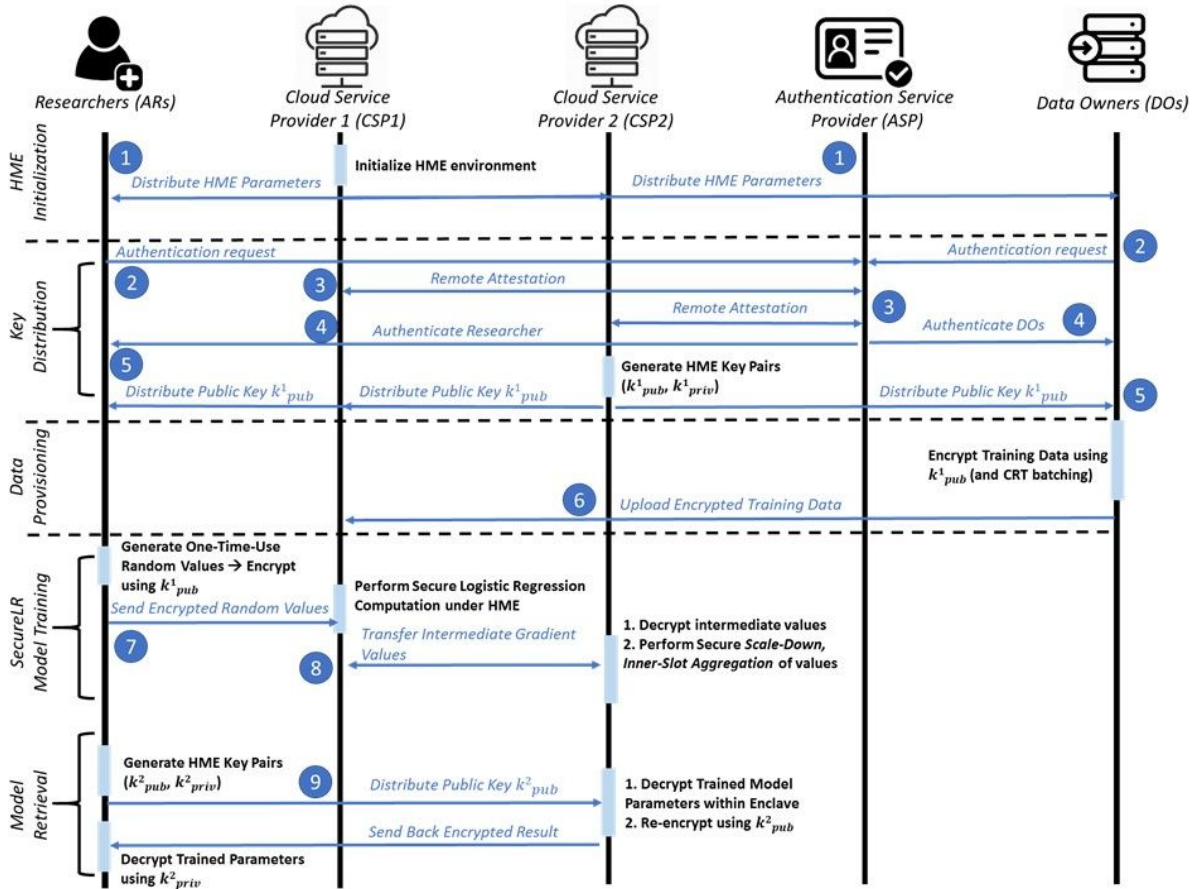 Researchers (ARs)
Cloud Service
Provider 1 (CSP1)
Cloud Service
Provider 2 (CSP2)
Authentication Service
Provider (ASP)
Data Owners (DOs)
HME
Initialization
1
Initialize HME environment
1
Distribute HME Parameters
Distribute HME Parameters
Key
Distribution
Authentication request
Authentication request
2
2
3
Remote Attestation
Remote Attestation
3
4
Authenticate Researcher
Authenticate DOs
4
5
Generate HME Key Pairs
(k¹pub, k¹priv)
Distribute Public Key k¹pub
Distribute Public Key k¹pub
Distribute Public Key k¹pub
5
Data
Provisioning
Encrypt Training Data using
k¹pub (and CRT batching)
6
Upload Encrypted Training Data
SecureLR
Model Training
Generate One-Time-Use
Random Values → Encrypt
using k¹pub
Send Encrypted Random Values
7
Perform Secure Logistic Regression
Computation under HME
Transfer Intermediate Gradient
Values
8
1. Decrypt intermediate values
2. Perform Secure Scale-Down,
Inner-Slot Aggregation of values
Model
Retrieval
Generate HME Key Pairs
(k²pub, k²priv)
9
Distribute Public Key k²pub
1. Decrypt Trained Model
Parameters within Enclave
2. Re-encrypt using k²pub
Send Back Encrypted Result
Decrypt Trained Parameters
using k²priv